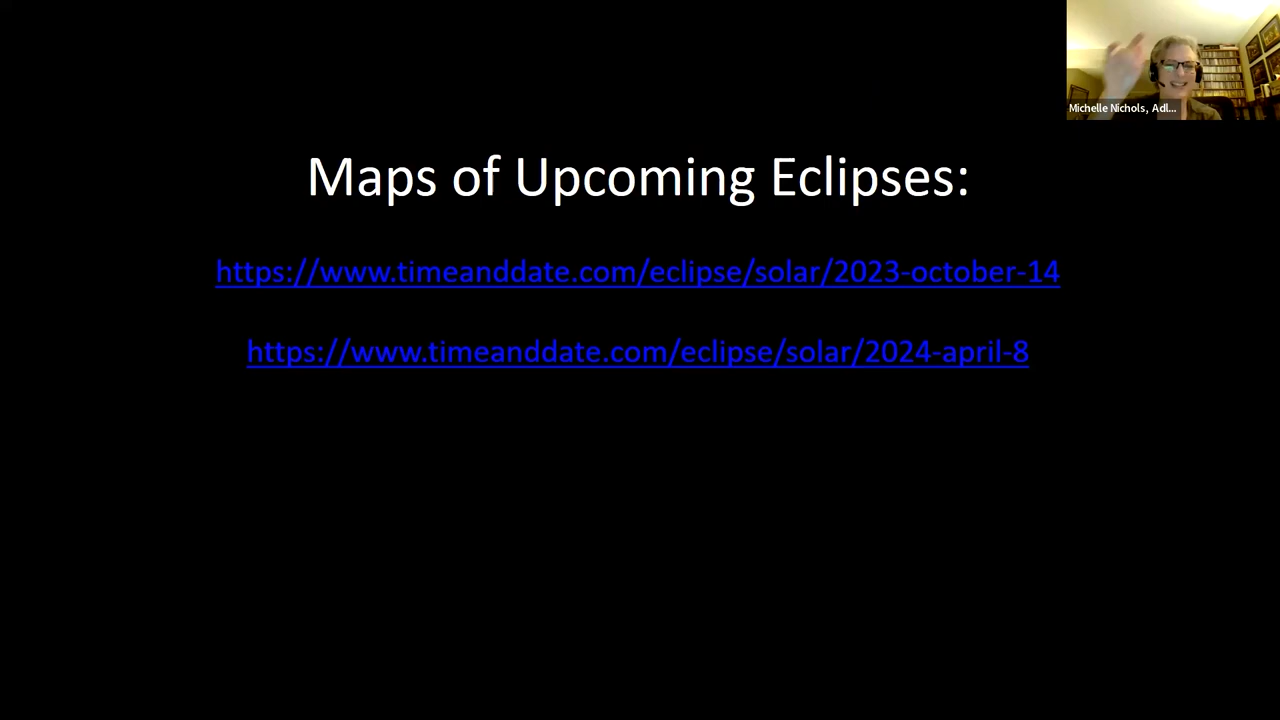 Michelle Nichols, Adl...
Maps of Upcoming Eclipses:
https://www.timeanddate.com/eclipse/solar/2023-october-14
https://www.timeanddate.com/eclipse/solar/2024-april-8